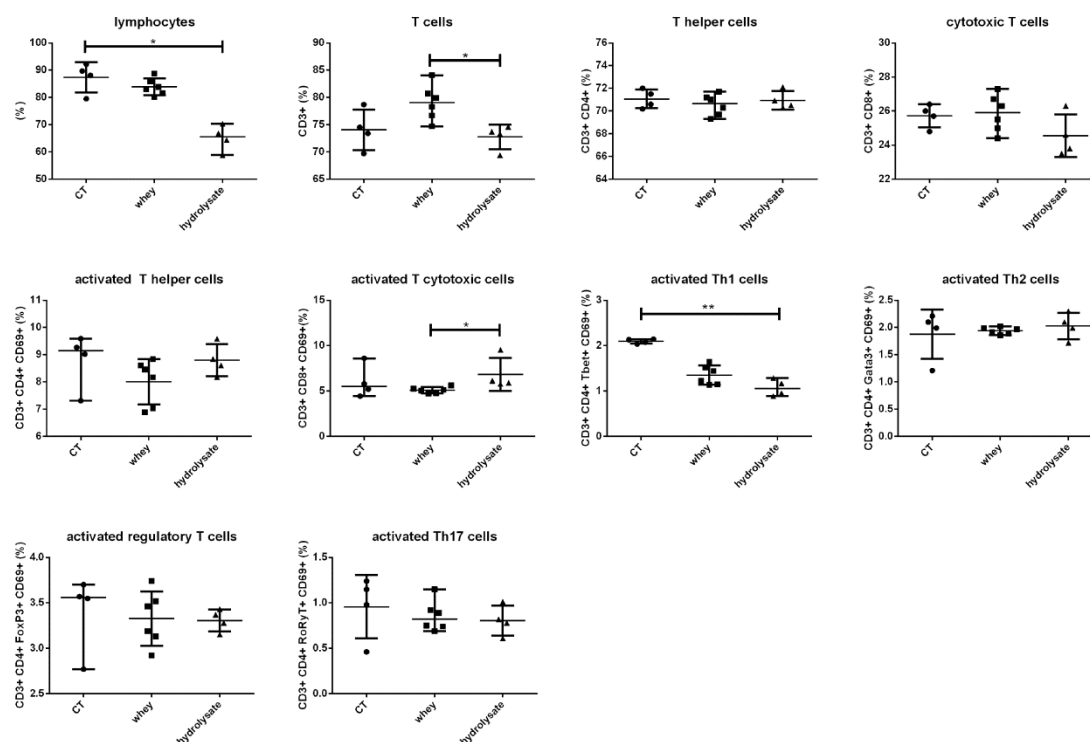 lymphocytes
(%)
100
90
80
70
60
50
*
CT
whey
hydrolysate
T cells
CD3+ (%)
95
90
85
80
75
70
65
*
CT
whey
hydrolysate
T helper cells
CD3+ CD4+ (%)
76
74
72
70
68
66
64
CT
whey
hydrolysate
cytotoxic T cells
CD3+ CD8+ (%)
30
28
26
24
22
CT
whey
hydrolysate
activated T helper cells
CD3+ CD4+ CD69+ (%)
11
10
9
8
7
6
CT
whey
hydrolysate
activated T cytotoxic cells
CD3+ CD8+ CD69+(%)
15
10
5
0
*
CT
whey
hydrolysate
activated Th1 cells
CD3+ CD4+ Tbet+ CD69+ (%)
3
2
1
0
**
CT
whey
hydrolysate
activated Th2 cells
CD3+ CD4+ Gata3+ CD69+ (%)
2.5
2.0
1.5
1.0
0.5
0.0
CT
whey
hydrolysate
activated regulatory T cells
CD3+ CD4+ FoxP3+ CD69+ (%)
4.0
3.5
3.0
2.5
CT
whey
hydrolysate
activated Th17 cells
CD3+ CD4+ RoRyT+ CD69+ (%)
1.5
1.0
0.5
0.0
CT
whey
hydrolysate